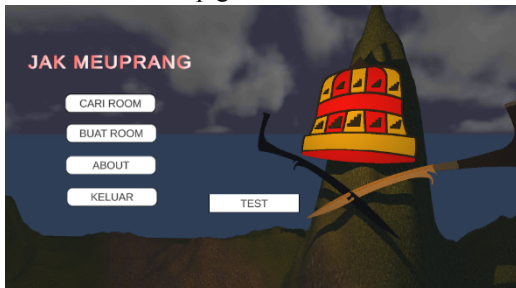 JAK MEUPRANG
CARI ROOM
BUAT ROOM
ABOUT
KELUAR
TEST